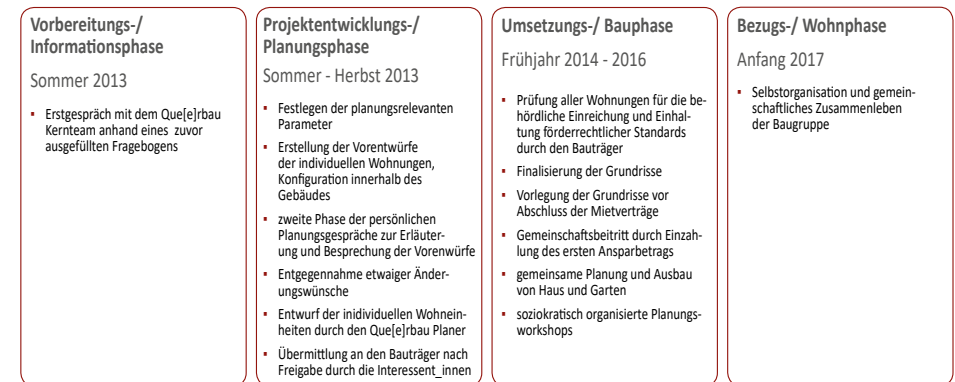 Vorbereitungs-/
Informationsphase
Sommer 2013
▪ Erstgespräch mit dem Que[e]rbau
Kernteam anhand eines zuvor
ausgefüllten Fragebogens
Projektentwicklungs-/
Planungsphase
Sommer - Herbst 2013
▪ Festlegen der planungsrelevanten
Parameter
▪ Erstellung der Vorentwürfe
der individuellen Wohnungen,
Konfiguration innerhalb des
Gebäudes
▪ zweite Phase der persönlichen
Planungsgespräche zur Erläuter-
ung und Besprechung der Vorenwürfe
▪ Entgegennahme etwaiger Änder-
ungswünsche
▪ Entwurf der inidividuellen Wohnein-
heiten durch den Que[e]rbau Planer
▪ Übermittlung an den Bauträger nach
Freigabe durch die Interessent_innen
Umsetzungs-/ Bauphase
Frühjahr 2014 - 2016
▪ Prüfung aller Wohnungen für die be-
hördliche Einreichung und Einhal-
tung förderrechtlicher Standards
durch den Bauträger
▪ Finalisierung der Grundrisse
▪ Vorlegung der Grundrisse vor
Abschluss der Mietverträge
▪ Gemeinschaftsbeitritt durch Einzah-
lung des ersten Ansparbetrags
▪ gemeinsame Planung und Ausbau
von Haus und Garten
▪ soziokratisch organisierte Planungs-
workshops
Bezugs-/ Wohnphase
Anfang 2017
▪ Selbstorganisation und gemein-
schaftliches Zusammenleben
der Baugruppe